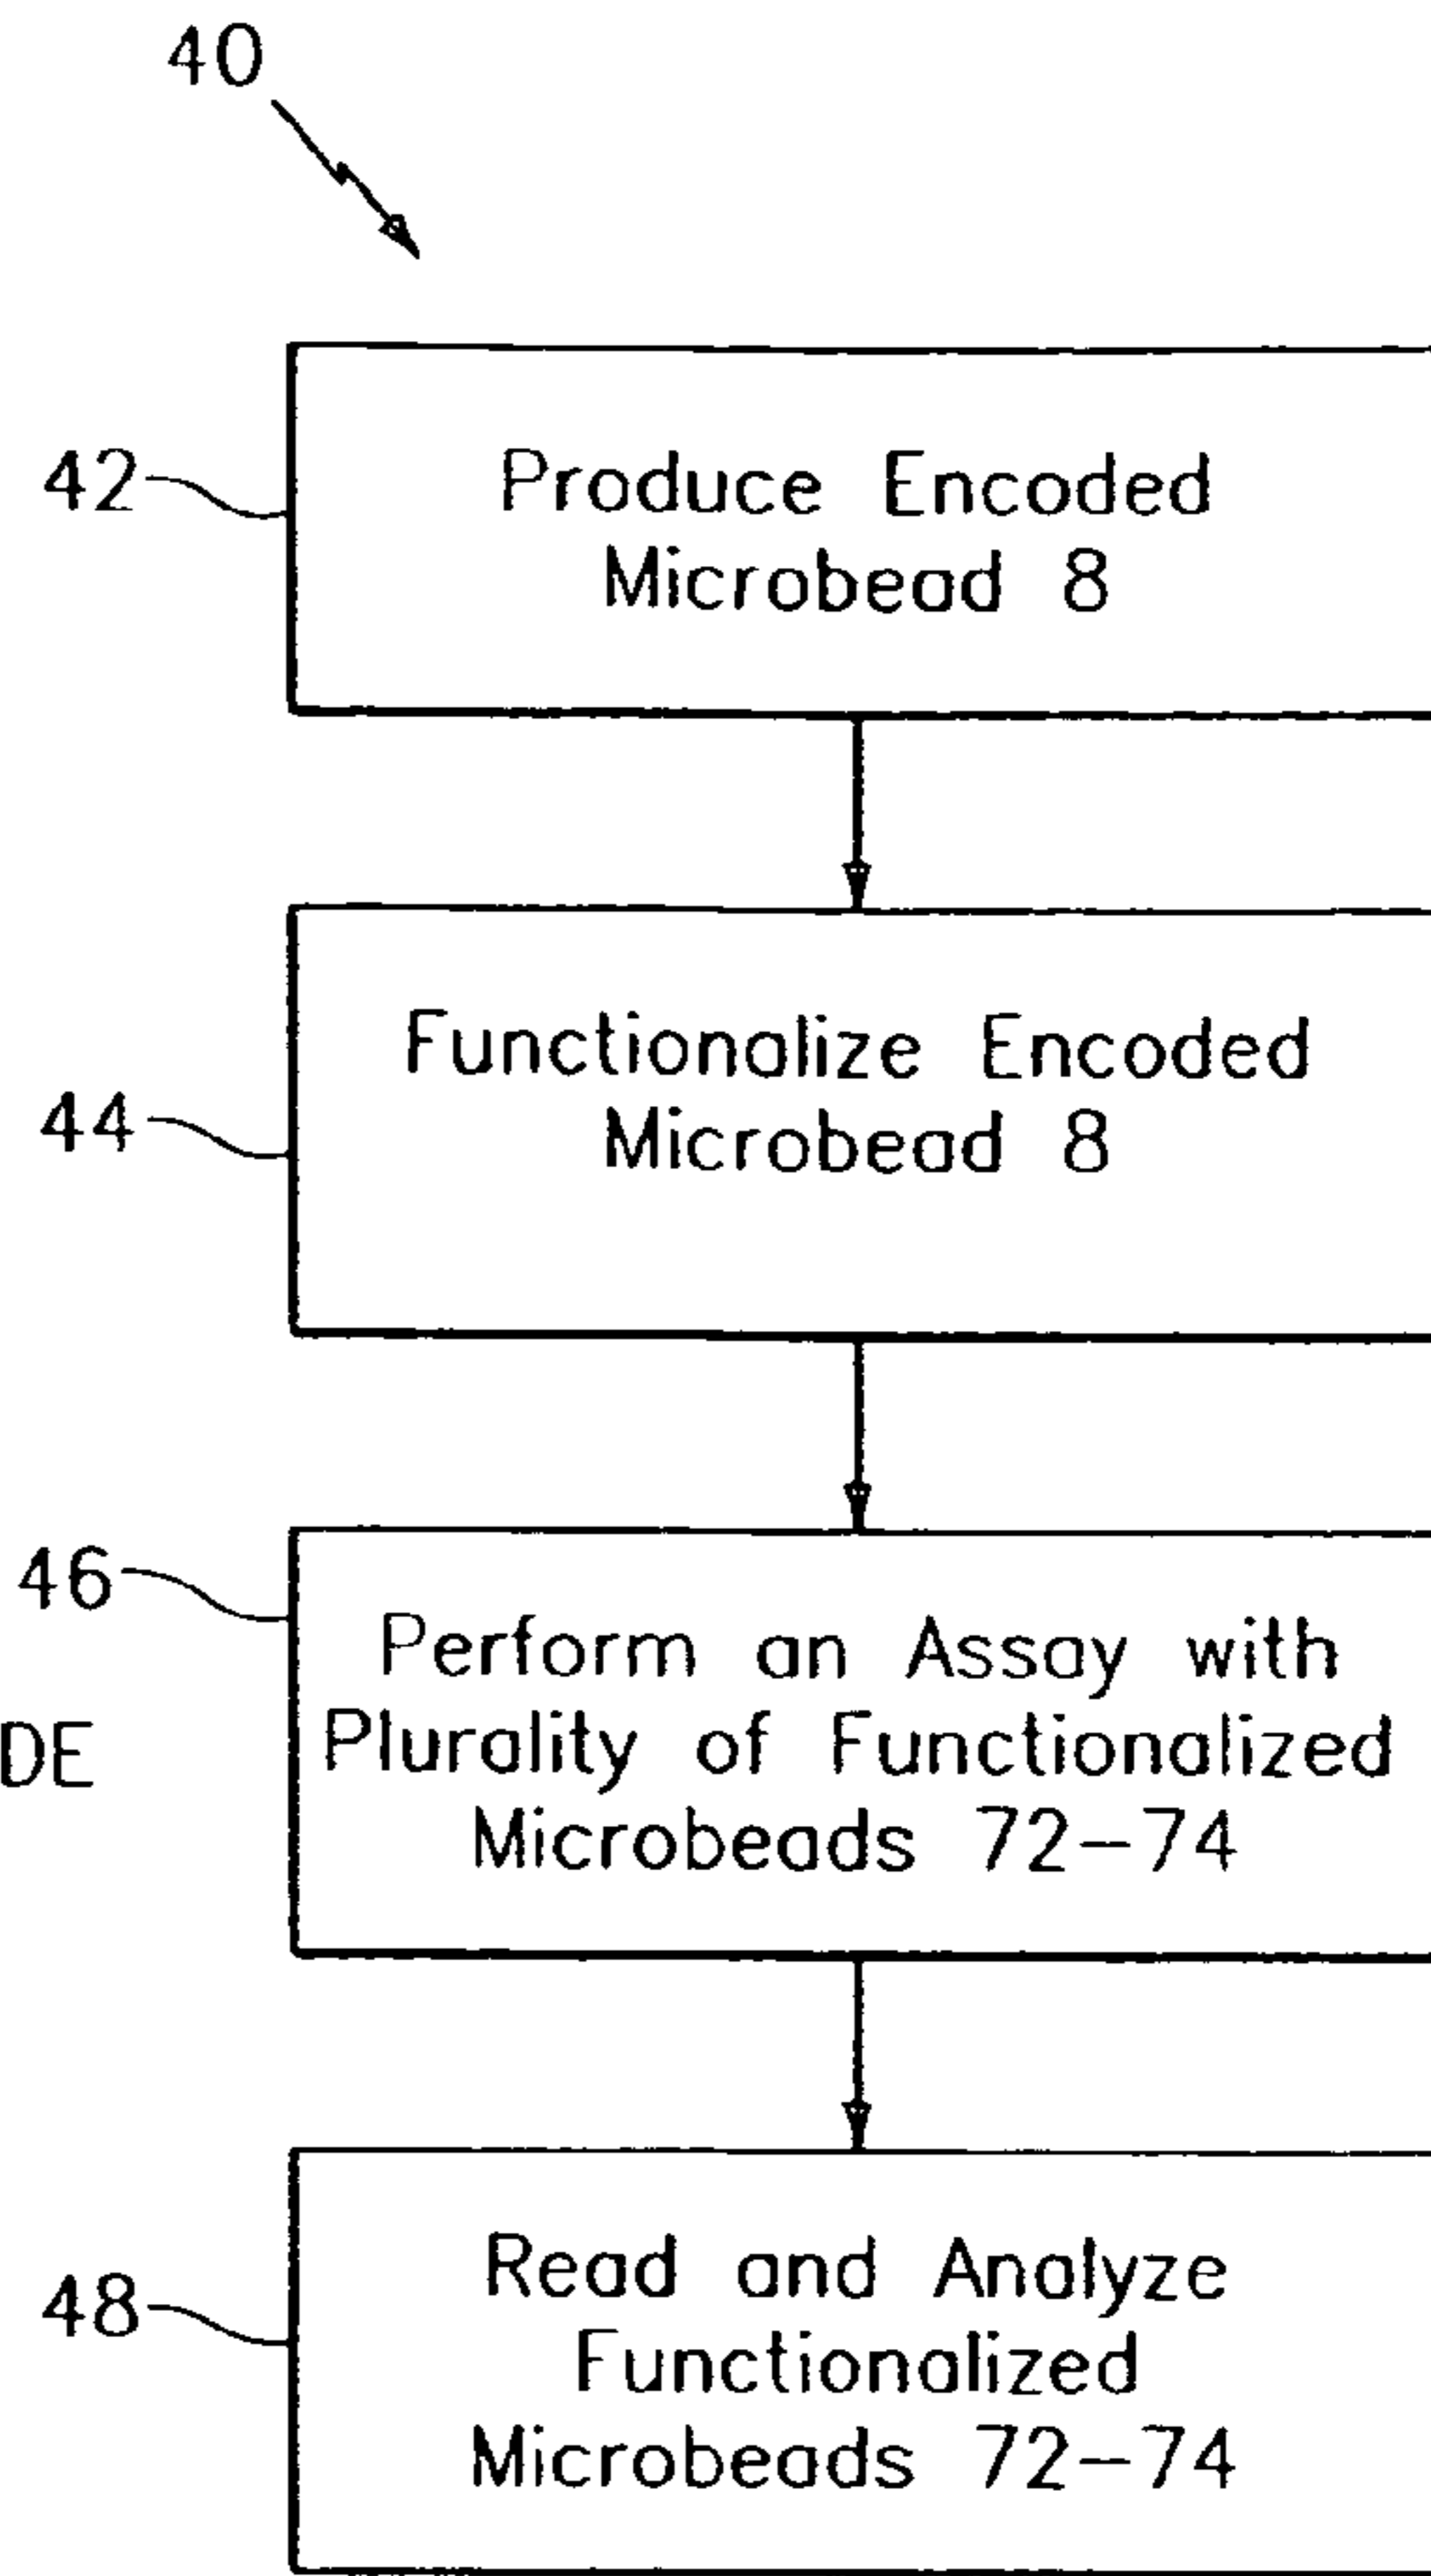 40
42
Produce Encoded
Microbead 8
44
Functionalize Encoded
Microbead 8
46
Perform an Assay with
Plurality of Functionalized
Microbeads 72-74
DE
48
Read and Analyze
Functionalized
Microbeads 72-74